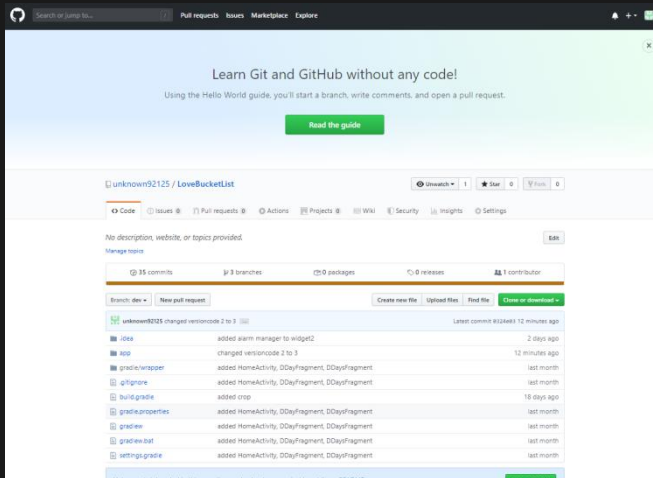 Search or jump to... / Pull requests Issues Marketplace Explore
Learn Git and GitHub without any code!
Using the Hello World guide, you'll start a branch, write comments, and open a pull request.
Read the guide
unknown92125 / LoveBucketList Unwatch 1 Star 0 Fork 0
Code Issues 0 Pull requests 0 Actions Projects 0 Wiki Security Insights Settings
No description, website, or topics provided. Edit
Manage topics
35 commits 3 branches 0 packages 0 releases 1 contributor
Branch: dev New pull request Create new file Upload files Find file Clone or download
unknown92125 changed versioncode 2 to 3 Latest commit 12 minutes ago
.idea added alarm manager to widget2 2 days ago
app changed versioncode 2 to 3 12 minutes ago
gradle/wrapper added HomeActivity, DDayFragment, DDaysFragment last month
.gitignore added HomeActivity, DDayFragment, DDaysFragment last month
build.gradle added crop 18 days ago
gradle.properties added HomeActivity, DDayFragment, DDaysFragment last month
gradlew added HomeActivity, DDayFragment, DDaysFragment last month
gradlew.bat added HomeActivity, DDayFragment, DDaysFragment last month
settings.gradle added HomeActivity, DDayFragment, DDaysFragment last month